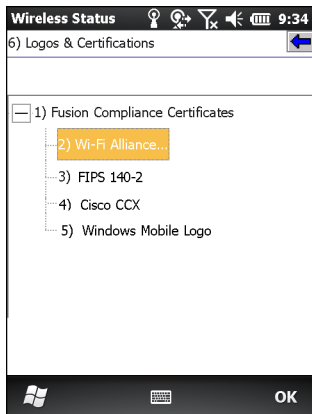 Wireless Status 9:34
6) Logos & Certifications
1) Fusion Compliance Certificates
2) Wi-Fi Alliance...
3) FIPS 140-2
4) Cisco CCX
5) Windows Mobile Logo
OK